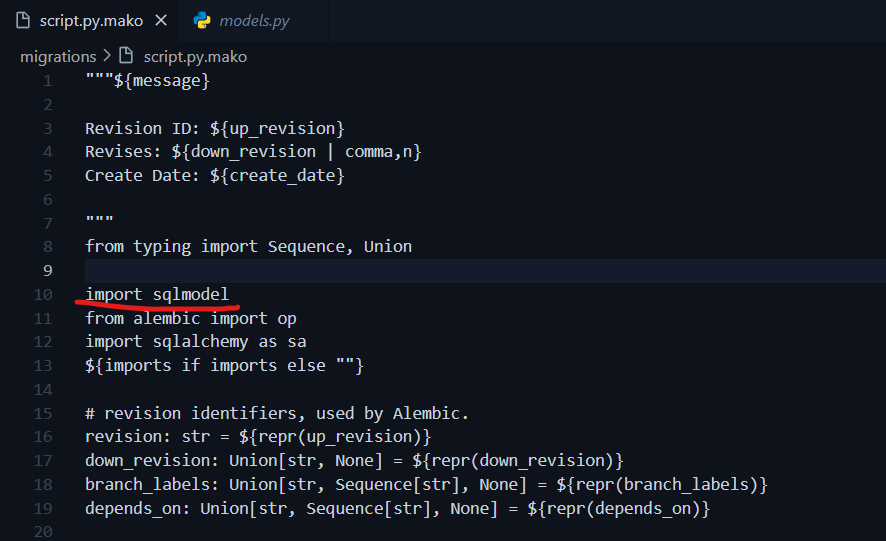 script.py.mako
models.py
migrations > script.py.mako
1 """${message}
2
3 Revision ID: ${up_revision}
4 Revises: ${down_revision | comma,n}
5 Create Date: ${create_date}
6
7 """
8 from typing import Sequence, Union
9
10 import sqlmodel
11 from alembic import op
12 import sqlalchemy as sa
13 ${imports if imports else ""}
14
15 # revision identifiers, used by Alembic.
16 revision: str = ${repr(up_revision)}
17 down_revision: Union[str, None] = ${repr(down_revision)}
18 branch_labels: Union[str, Sequence[str], None] = ${repr(branch_labels)}
19 depends_on: Union[str, Sequence[str], None] = ${repr(depends_on)}
20